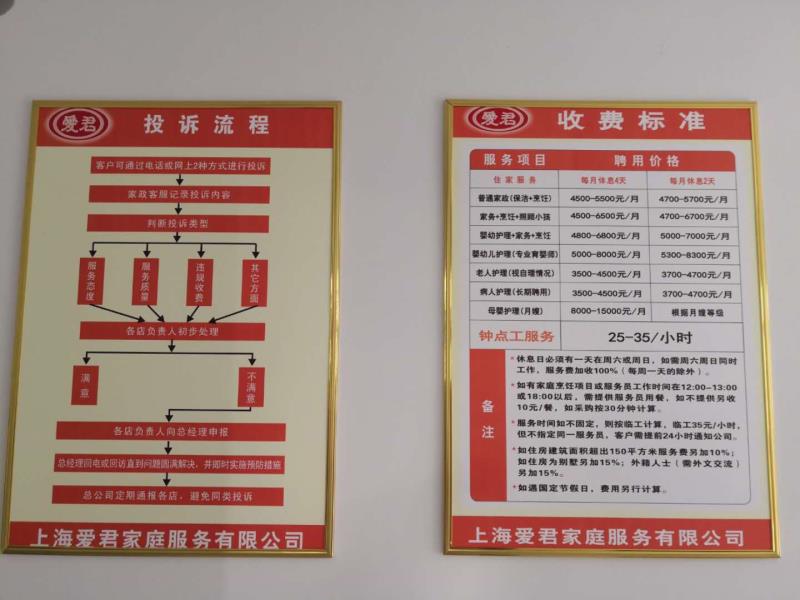 爱君
投诉流程
客户可通过电话或网上2种方式进行投诉
家政客服记录投诉内容
判断投诉类型
服务态度
服务质量
违规收费
其它方面
各店负责人初步处理
满意
不满意
各店负责人向总经理申报
总经理回电或回访直到问题圆满解决，并即时实施预防措施
总公司定期通报各店，避免同类投诉
上海爱君家庭服务有限公司
爱君
收费标准
服务项目 聘用价格
住家服务 每月休息4天 每月休息2天
普通家政(保洁+烹饪) 4500-5500元/月 4700-5700元/月
家务+烹饪+照顾小孩 4500-6500元/月 4700-6700元/月
婴幼护理+家务+烹饪 4800-6800元/月 5000-7000元/月
婴幼儿护理(专业育婴师) 5000-8000元/月 5300-8300元/月
老人护理(视自理情况) 3500-4500元/月 3700-4700元/月
病人护理(长期聘用) 3500-4500元/月 3700-4700元/月
母婴护理(月嫂) 8000-15000元/月 根据月嫂等级
钟点工服务 25-35/小时
备注
*休息日必须有一天在周六或周日，如需周六周日同时
工作，服务费加收100%（每周一天的除外）。
*如有家庭烹饪项目或服务员工作时间在12:00-13:00
或18:00以后，需提供服务员用餐，如不提供另收
10元/餐，如采购按30分钟计算。
*服务时间如不固定，则按临工计算，临工35元/小时，
但不指定同一服务员，客户需提前24小时通知公司。
*如住房建筑面积超出150平方米服务费另加10%；
如住房为别墅另加15%；外籍人士（需外文交流）
另加15%。
*如遇国定节假日，费用另行计算。
上海爱君家庭服务有限公司